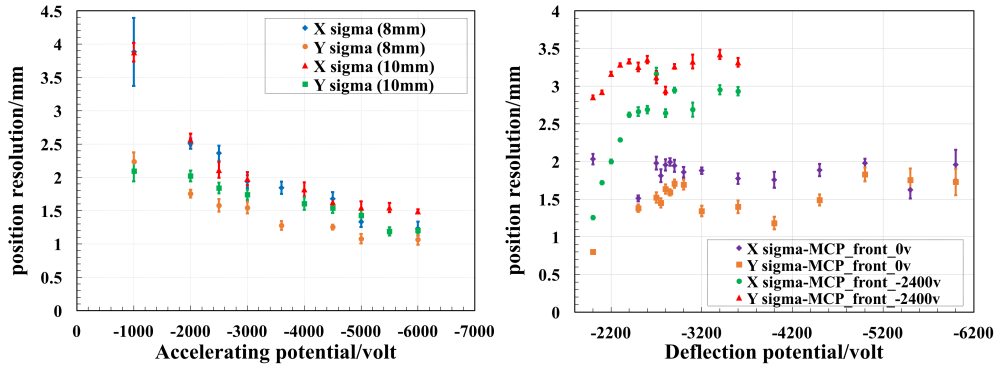 4.5
4
3.5
3
2.5
2
1.5
1
0.5
0
position resolution/mm
X sigma (8mm)
Y sigma (8mm)
X sigma (10mm)
Y sigma (10mm)
0 -1000 -2000 -3000 -4000 -5000 -6000 -7000
Accelerating potential/volt
4
3.5
3
2.5
2
1.5
1
0.5
0
position resolution/mm
X sigma-MCP_front_0v
Y sigma-MCP_front_0v
X sigma-MCP_front_-2400v
Y sigma-MCP_front_-2400v
-2200 -3200 -4200 -5200 -6200
Deflection potential/volt